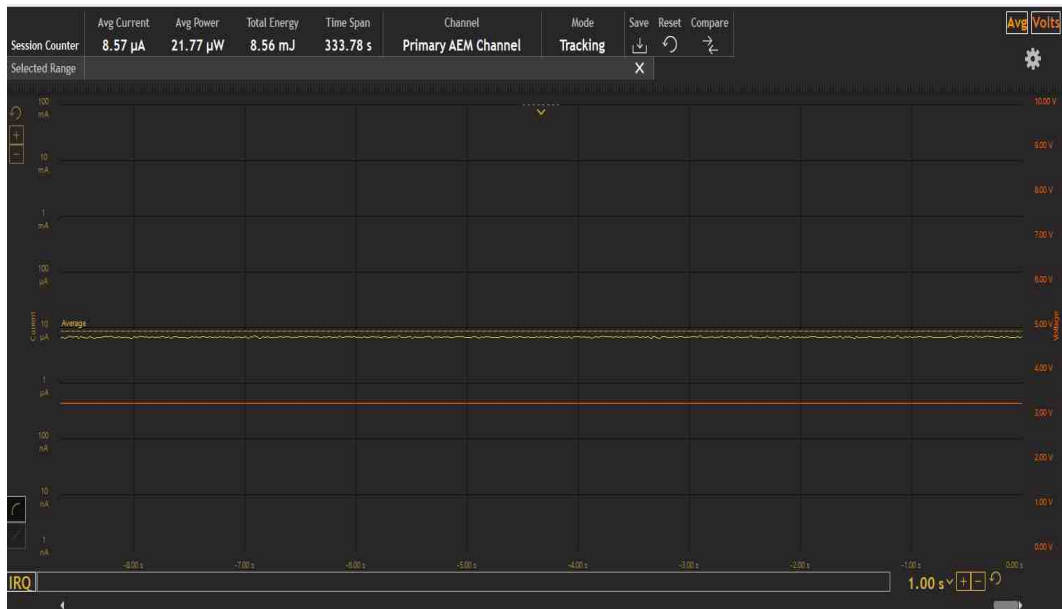 Avg Current Avg Power Total Energy Time Span Channel Mode Save Reset Compare Avg Volts
Session Counter 8.57 µA 21.77 µW 8.56 mJ 333.78 s Primary AEM Channel Tracking
Selected Range X
100 mA 10.00 V
9.00 V
10 mA
8.00 V
1 mA 7.00 V
100 µA 6.00 V
10 µA Average 5.00 V
Current Voltage
4.00 V
1 µA
3.00 V
100 nA
2.00 V
10 nA 1.00 V
1 nA 0.00 V
-8.00 s -7.00 s -6.00 s -5.00 s -4.00 s -3.00 s -2.00 s -1.00 s 0.00 s
IRQ 1.00 s + -